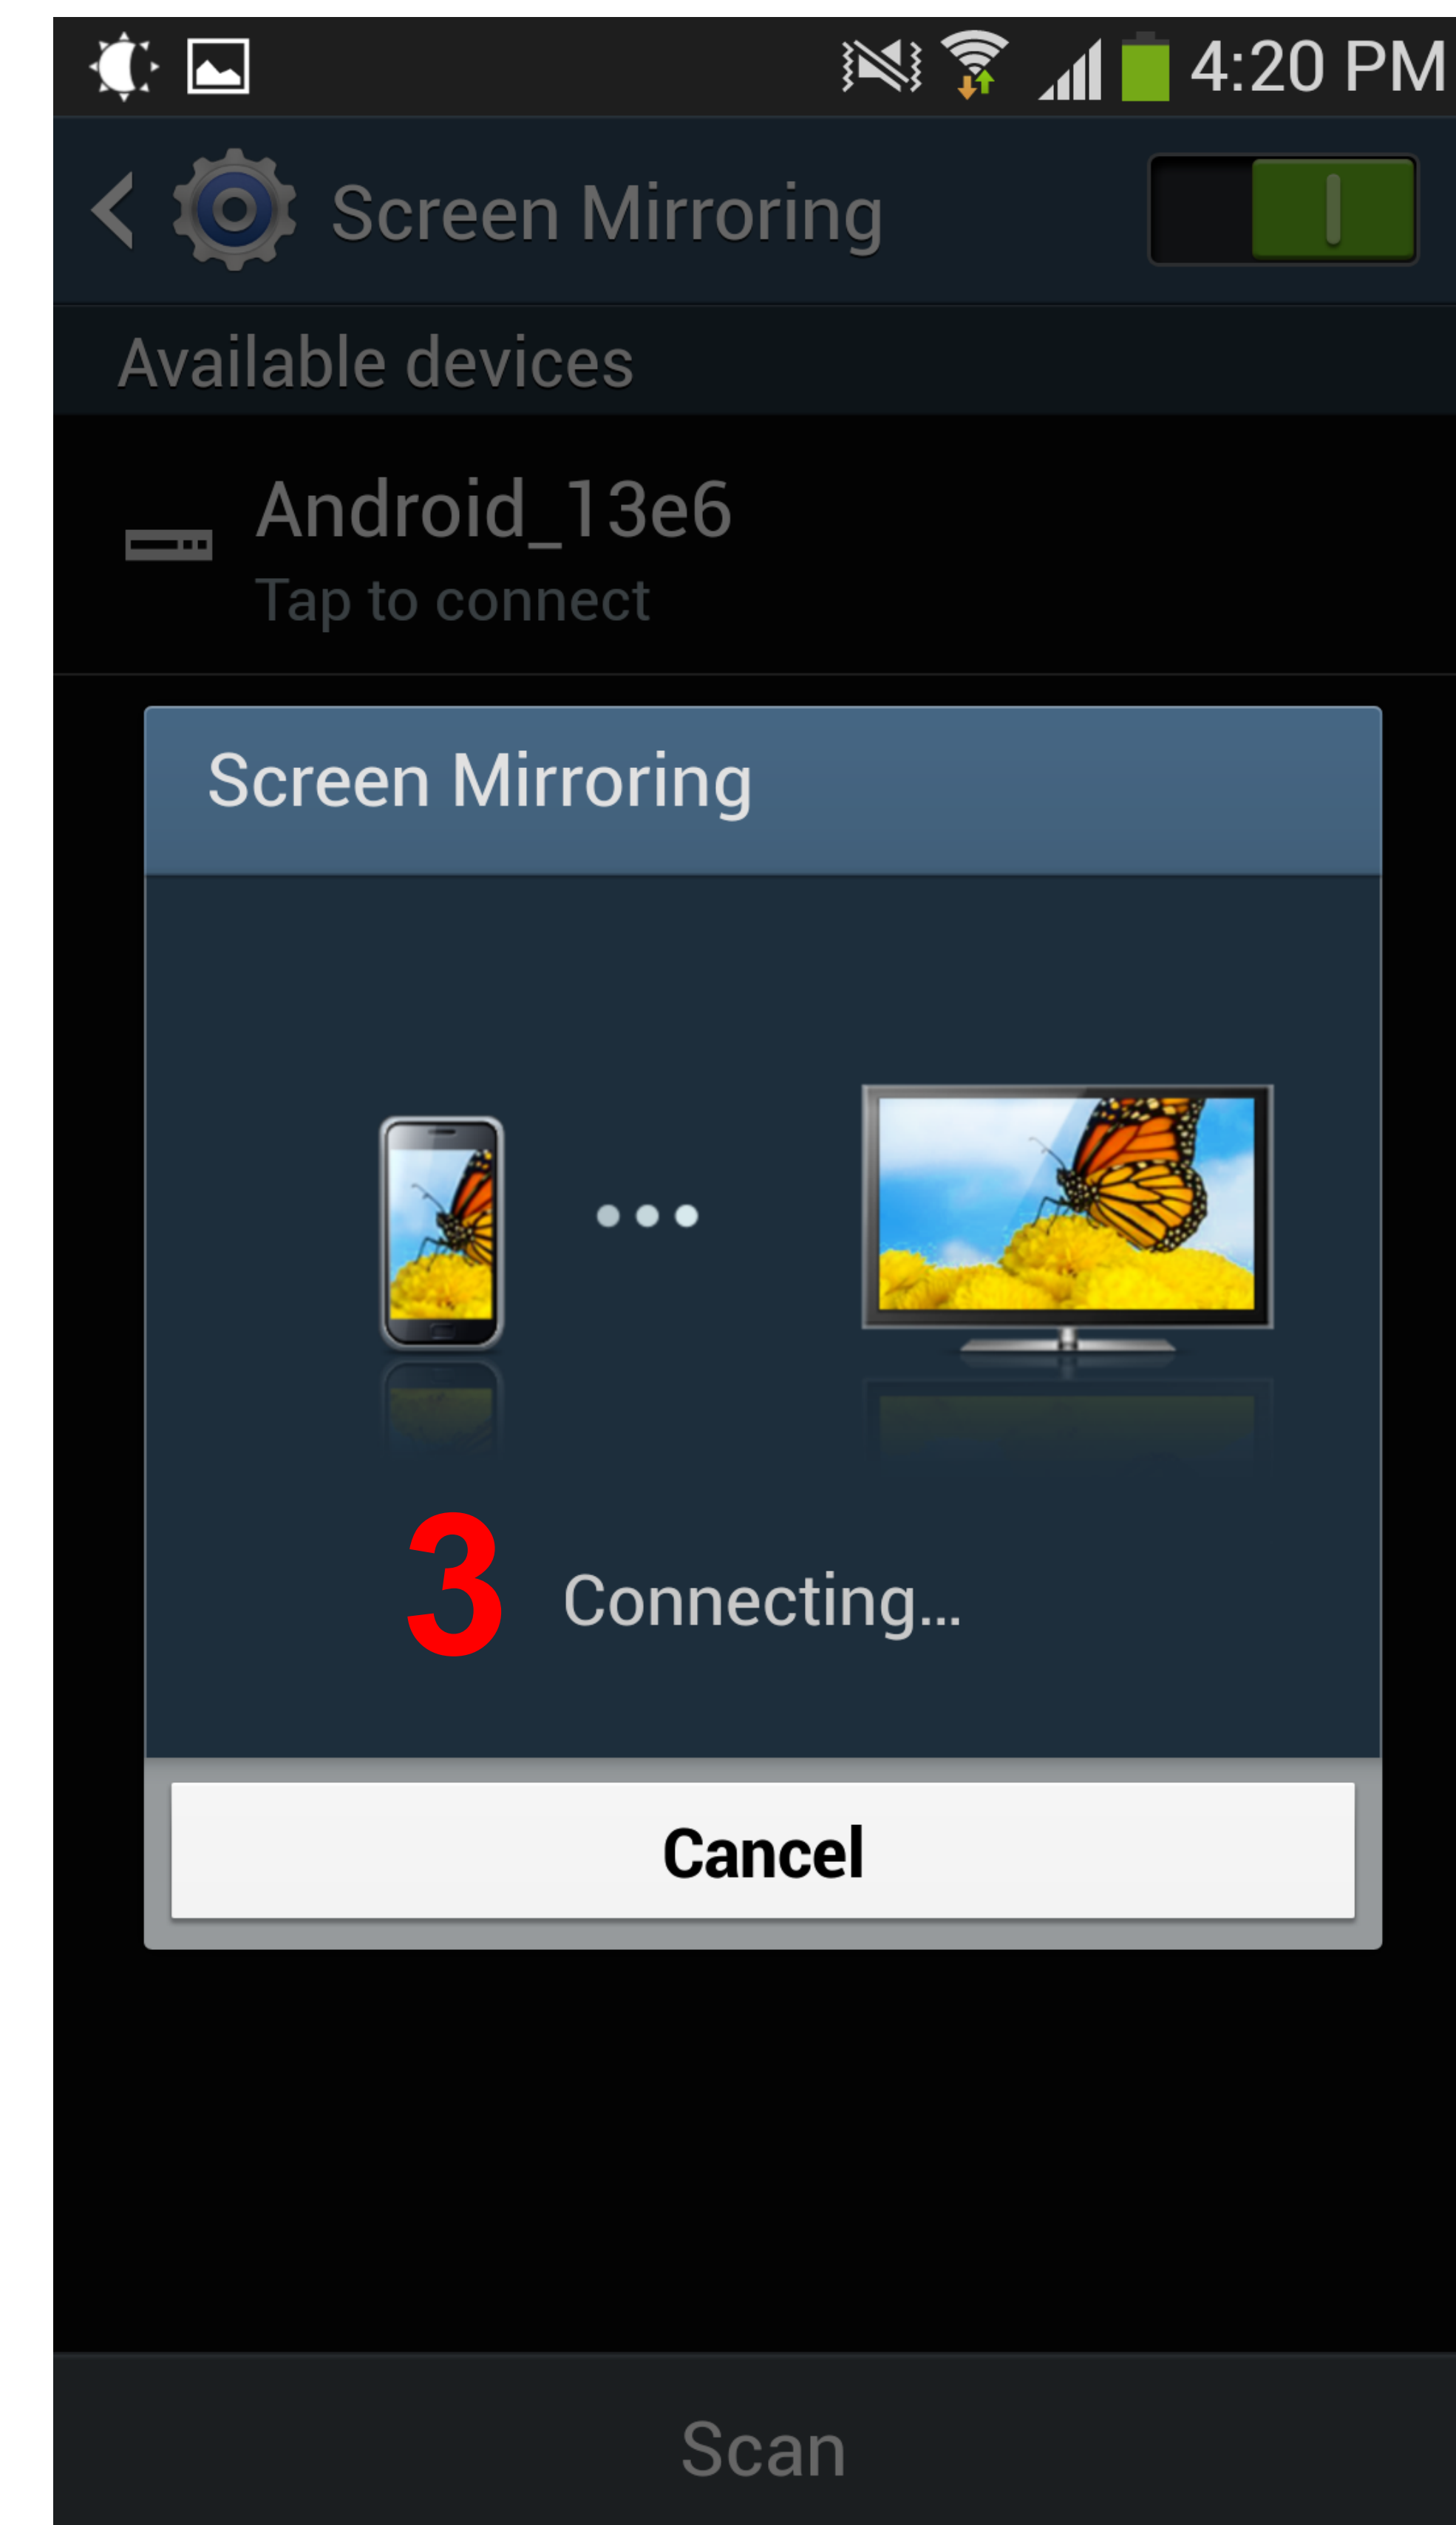 4:20 PM
Screen Mirroring
Available devices
Android_13e6
Tap to connect
Screen Mirroring
3 Connecting...
Cancel
Scan